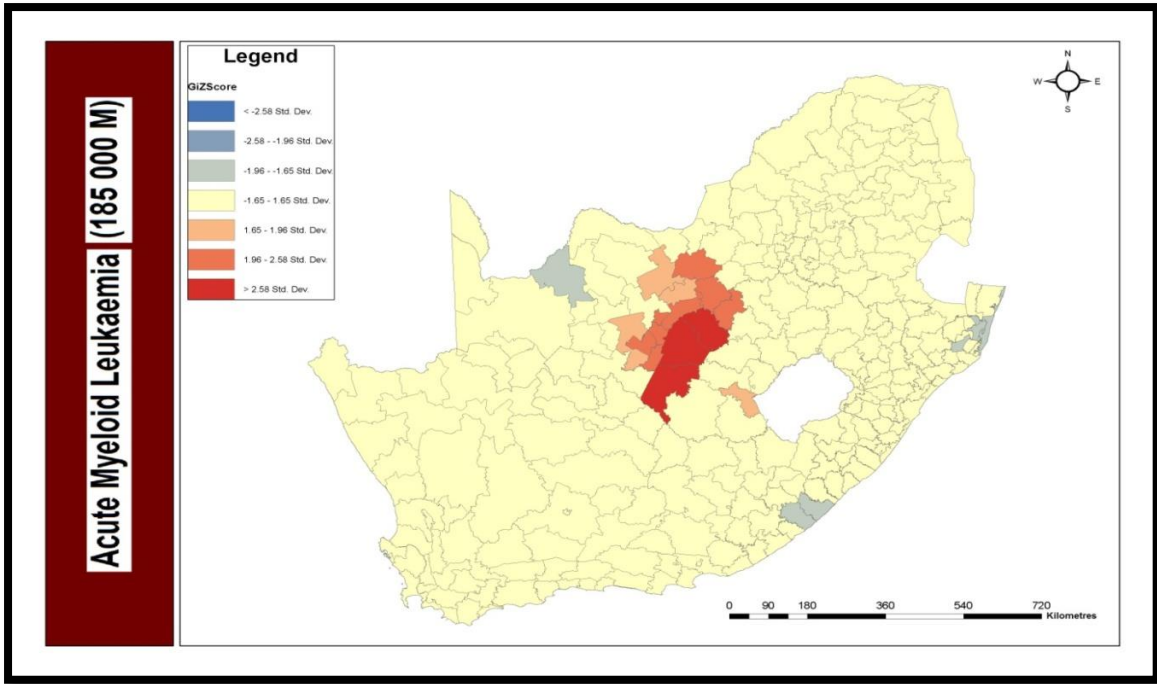 Acute Myeloid Leukaemia (185 000 M)
Legend
GiZScore
< -2.58 Std. Dev.
-2.58 - -1.96 Std. Dev.
-1.96 - -1.65 Std. Dev.
-1.65 - 1.65 Std. Dev.
1.65 - 1.96 Std. Dev.
1.96 - 2.58 Std. Dev.
> 2.58 Std. Dev.
N
W E
S
0 90 180 360 540 720
Kilometres